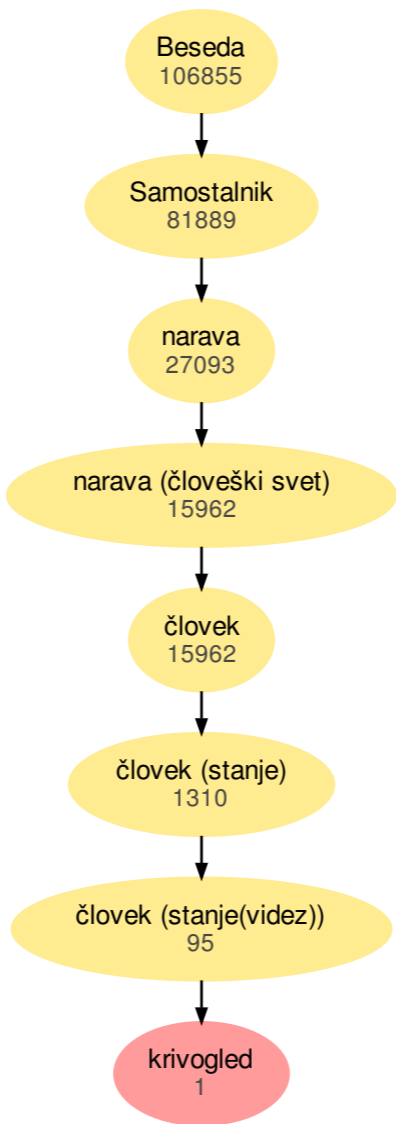 Beseda
106855
Samostalnik
81889
narava
27093
narava (človeški svet)
15962
človek
15962
človek (stanje)
1310
človek (stanje(videz))
95
krivogled
1